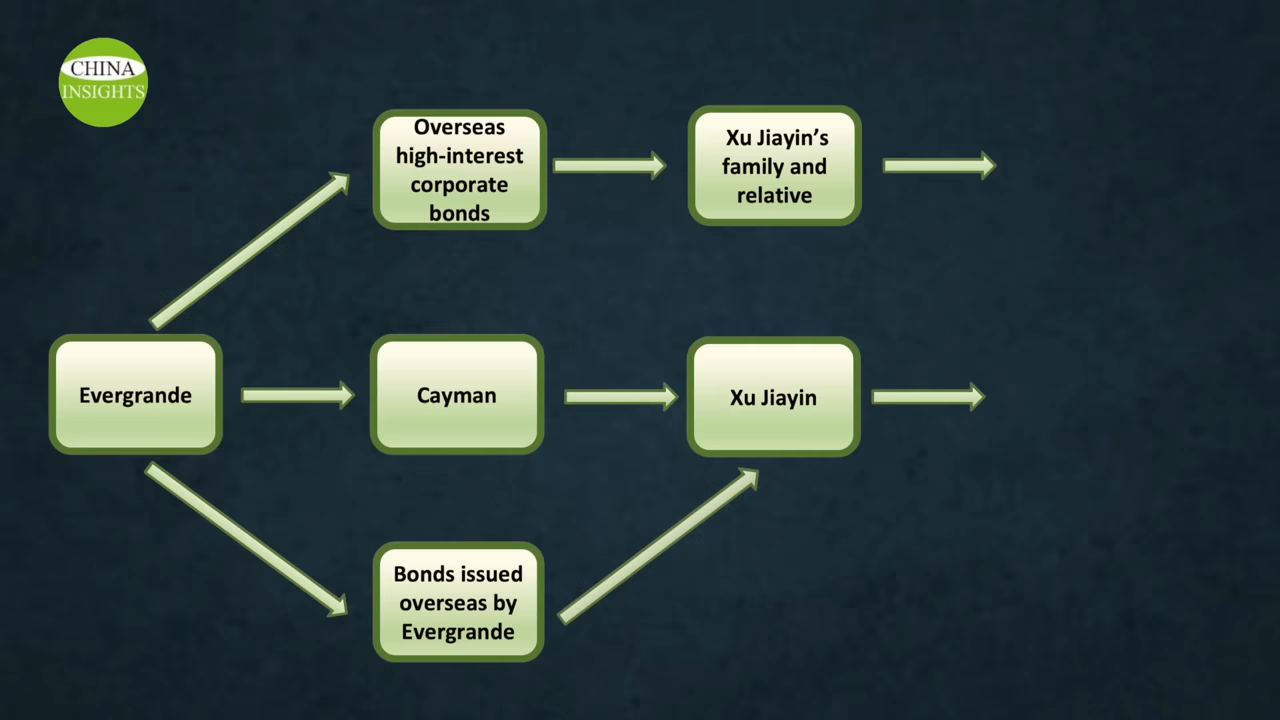 CHINA
INSIGHTS
Overseas
high-interest
corporate
bonds
Xu Jiayin’s
family and
relative
Evergrande
Cayman
Xu Jiayin
Bonds issued
overseas by
Evergrande